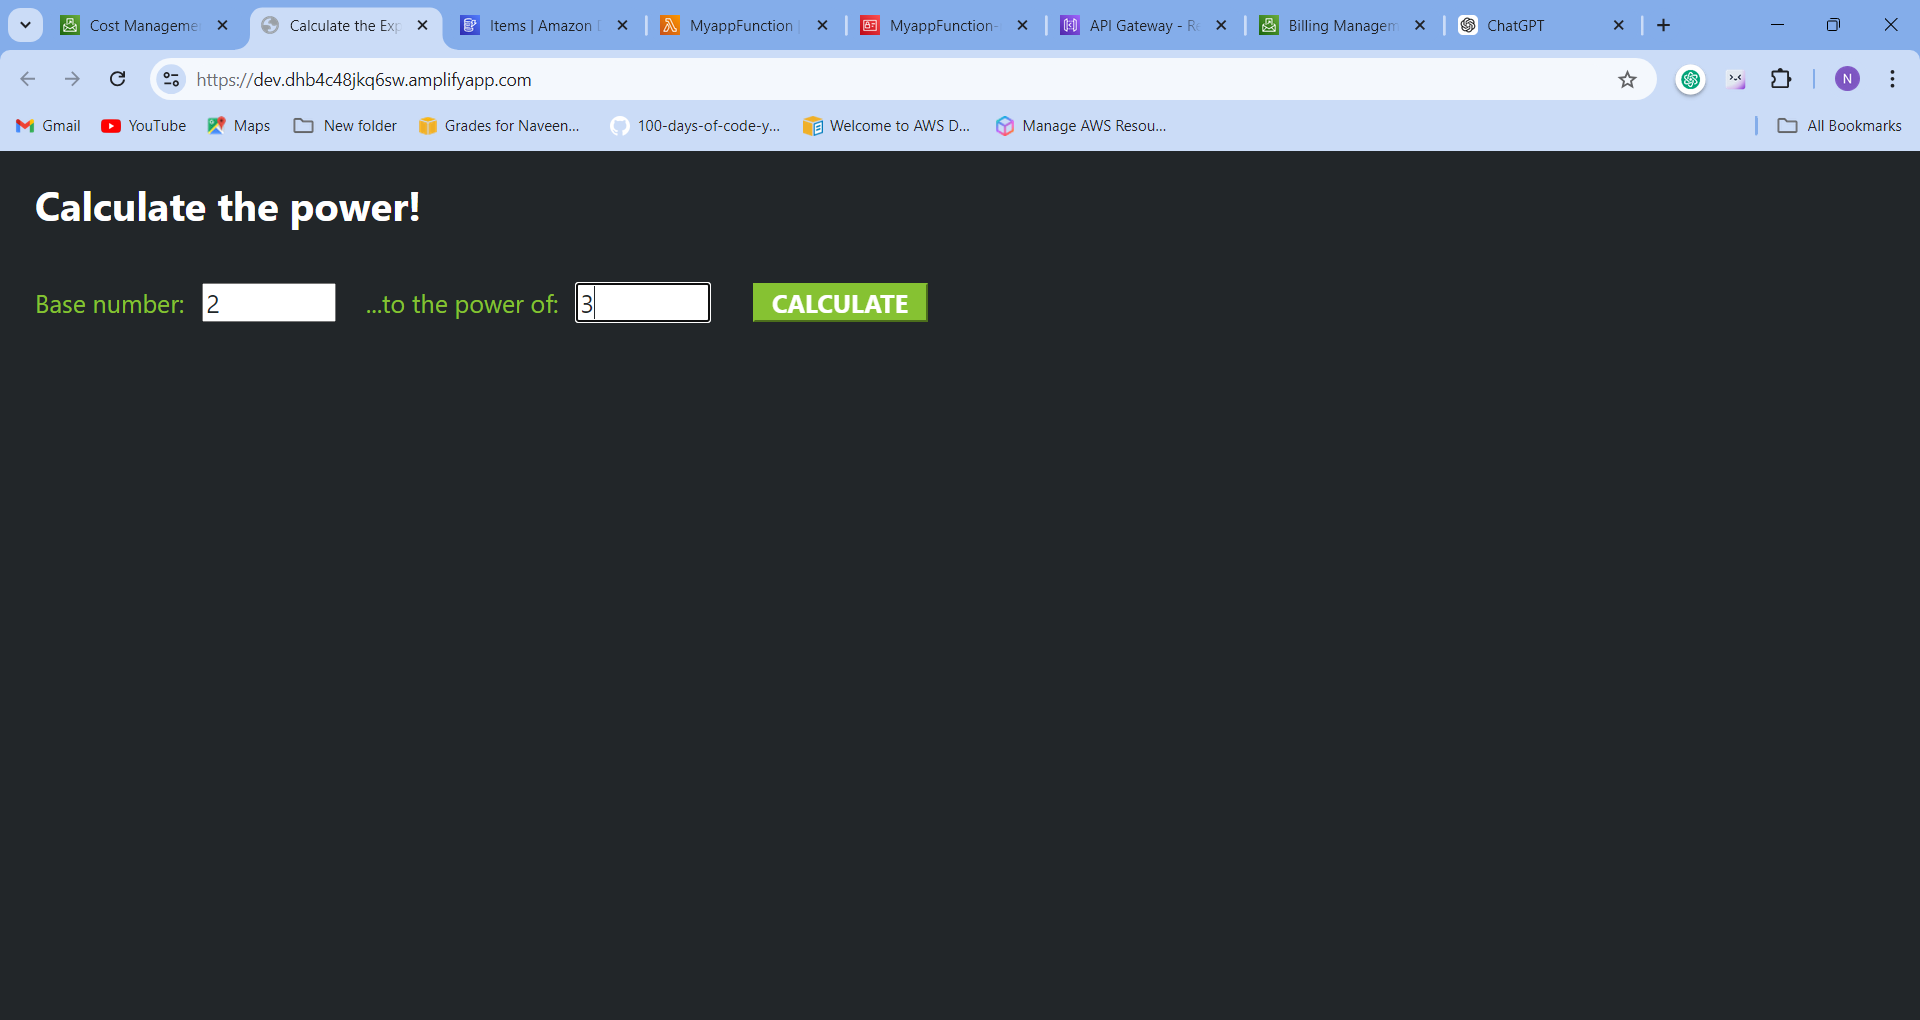 Cost Manageme
Calculate the Exp
Items | Amazon
MyappFunction |
MyappFunction-
API Gateway - Re
Billing Managem
ChatGPT
https://dev.dhb4c48jkq6sw.amplifyapp.com
N
Gmail
YouTube
Maps
New folder
Grades for Naveen...
100-days-of-code-y...
Welcome to AWS D...
Manage AWS Resou...
All Bookmarks
Calculate the power!
Base number: 2 ...to the power of: 3 CALCULATE